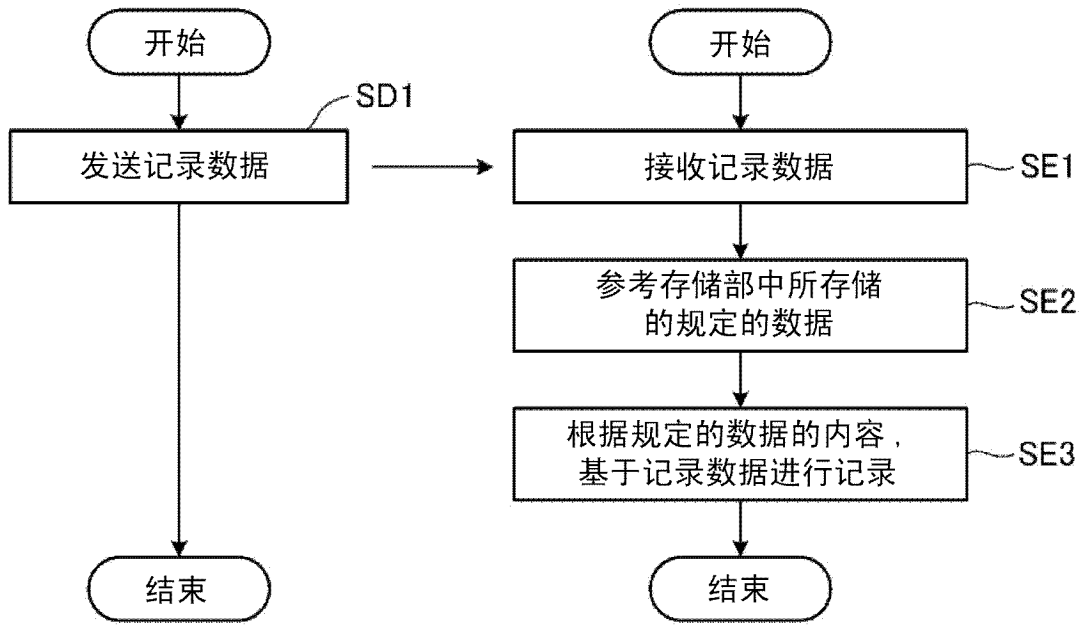 开始
SD1
发送记录数据
结束
开始
接收记录数据
SE1
参考存储部中所存储
的规定的数据
SE2
根据规定的数据的内容，
基于记录数据进行记录
SE3
结束